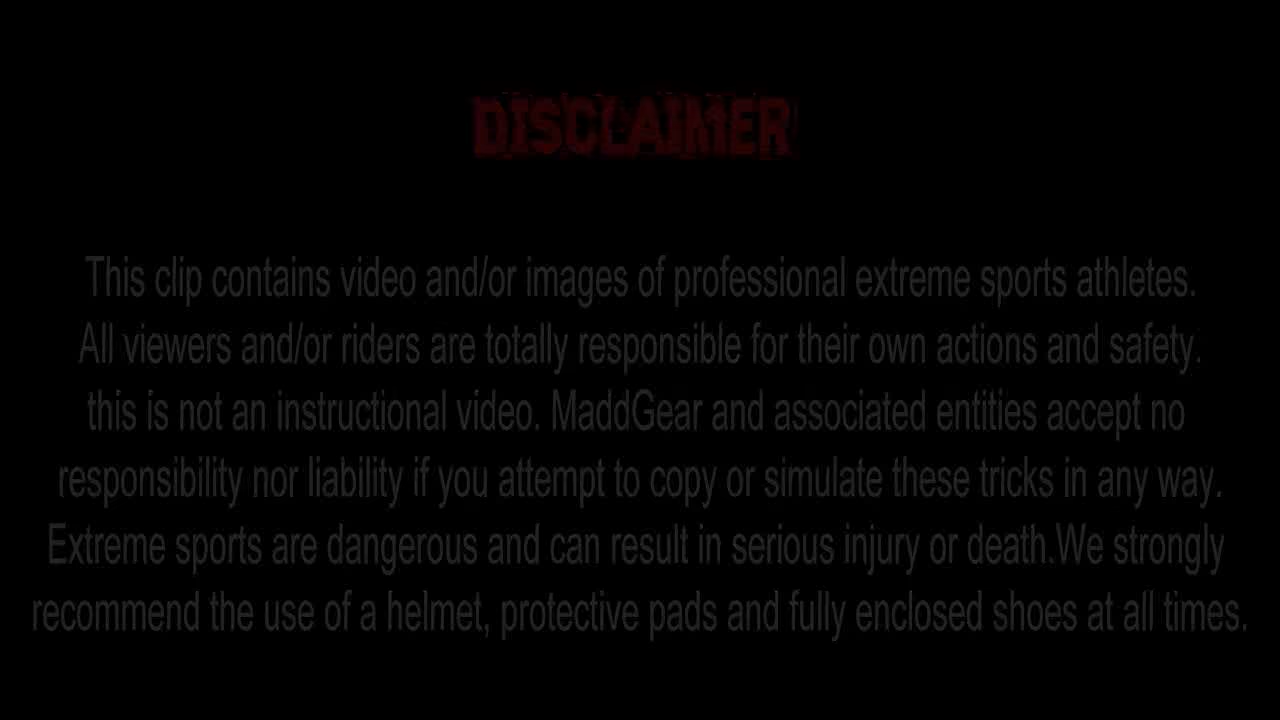 DISCLAIMER
This clip contains video and/or images of professional extreme sports athletes.
All viewers and/or riders are totally responsible for their own actions and safety.
this is not an instructional video. MaddGear and associated entities accept no
responsibility nor liability if you attempt to copy or simulate these tricks in any way.
Extreme sports are dangerous and can result in serious injury or death.We strongly
recommend the use of a helmet, protective pads and fully enclosed shoes at all times.